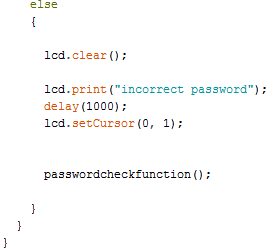 else
{
lcd.clear();
lcd.print("incorrect password");
delay(1000);
lcd.setCursor(0, 1);
passwordcheckfunction();
}
}
}